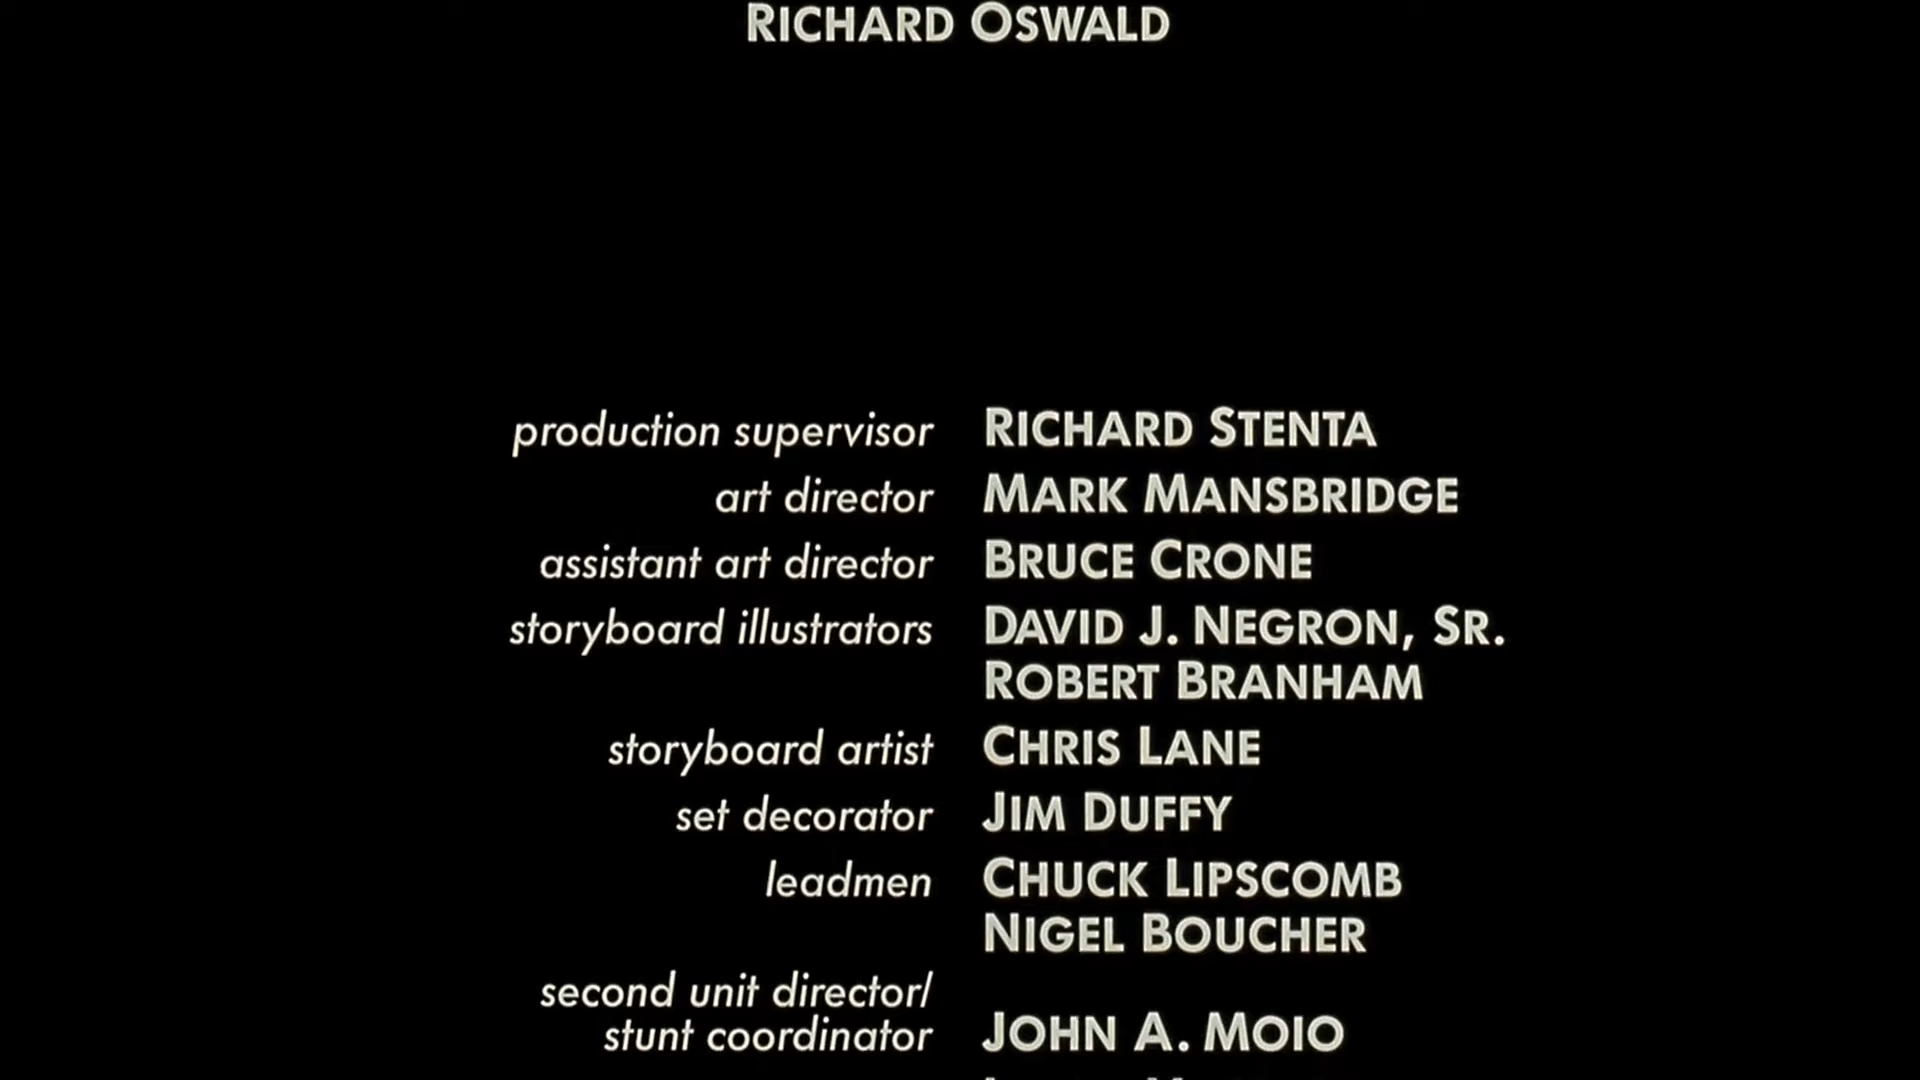 RICHARD OSWALD
production supervisor RICHARD STENTA
art director MARK MANSBRIDGE
assistant art director BRUCE CRONE
storyboard illustrators DAVID J. NEGRON, SR.
ROBERT BRANHAM
storyboard artist CHRIS LANE
set decorator JIM DUFFY
leadmen CHUCK LIPSCOMB
NIGEL BOUCHER
second unit director/
stunt coordinator JOHN A. MOIO